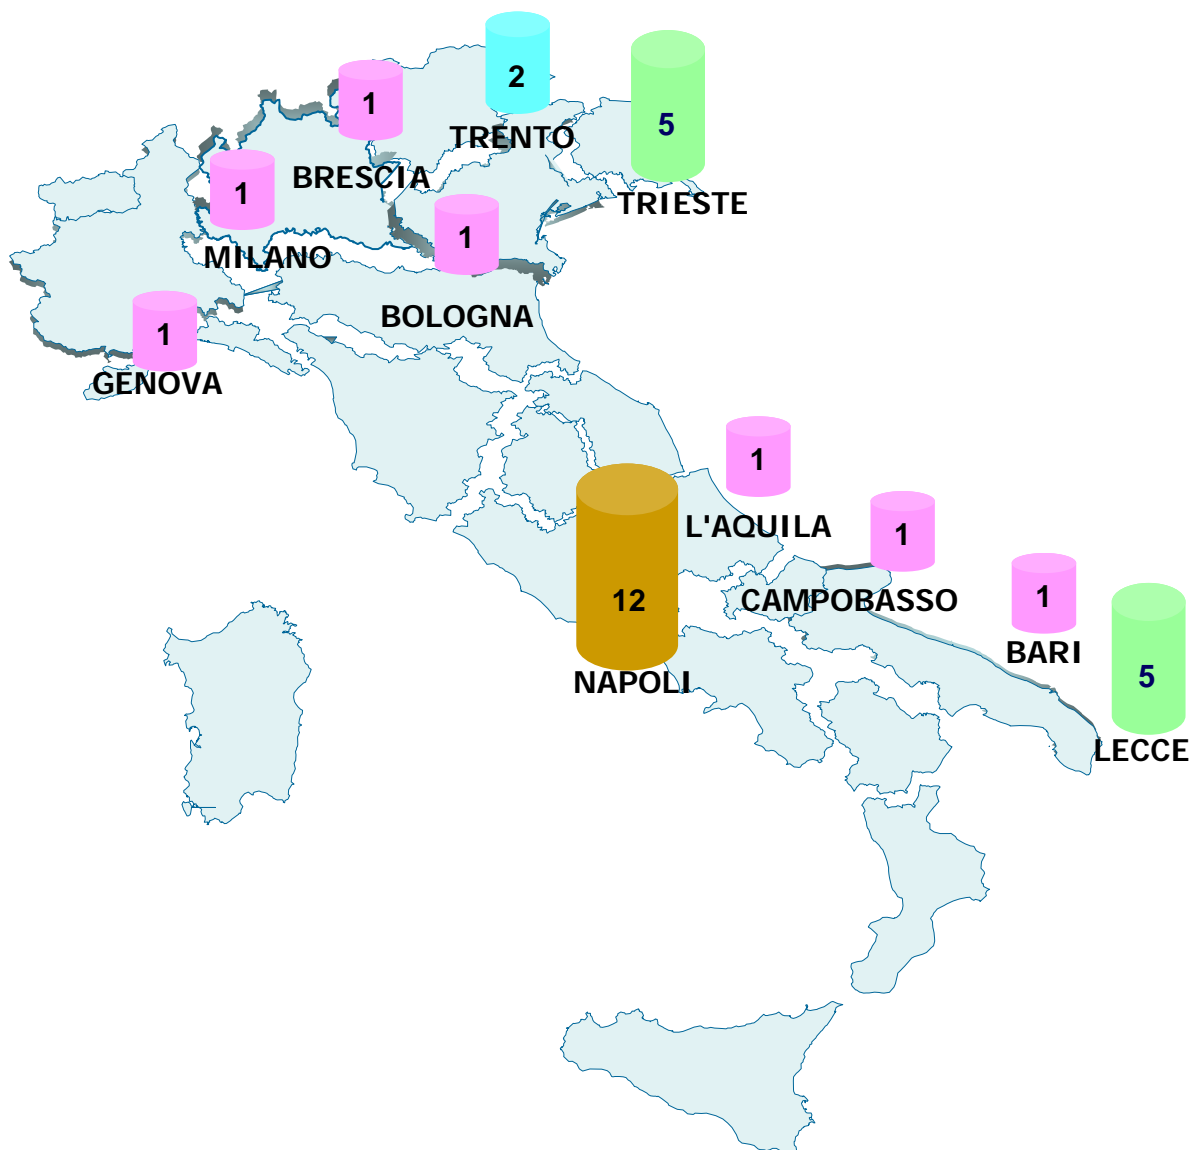 2
TRENTO
5
TRIESTE
1
BRESCIA
1
MILANO
1
BOLOGNA
1
GENOVA
1
L'AQUILA
1
CAMPOBASSO
12
NAPOLI
1
BARI
5
LECCE